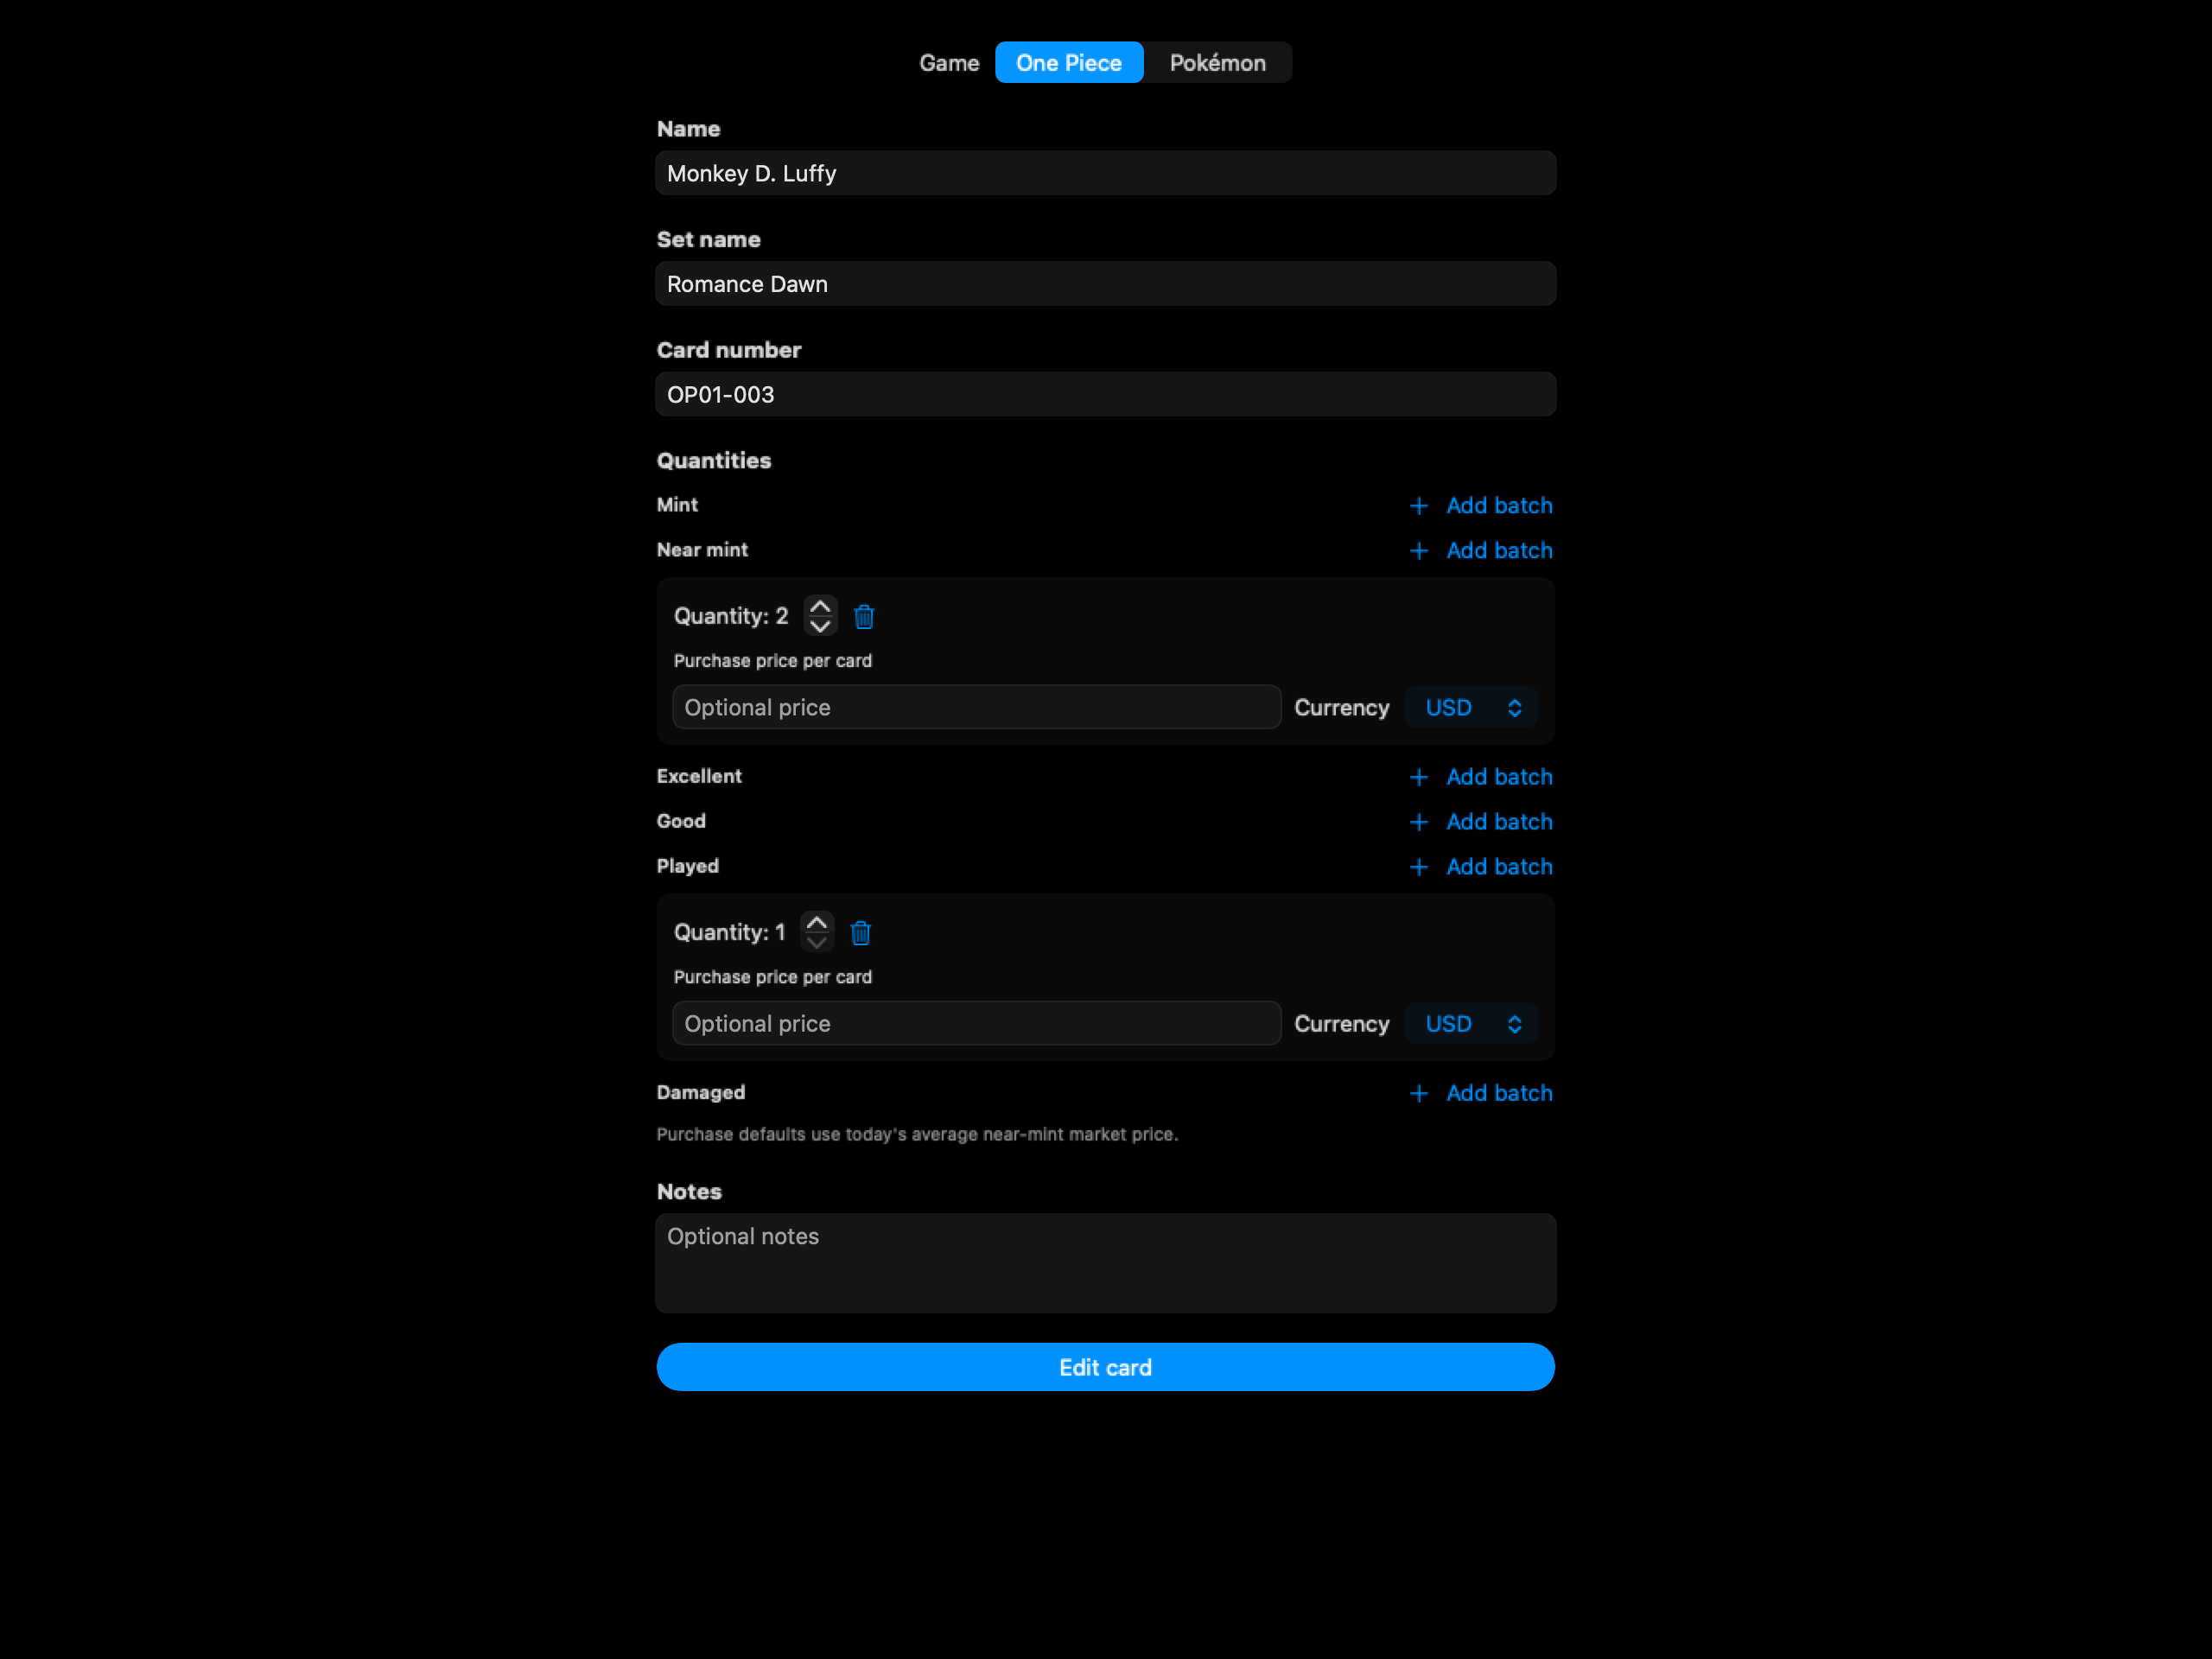 Game One Piece Pokémon
Name
Monkey D. Luffy
Set name
Romance Dawn
Card number
OP01-003
Quantities
Mint + Add batch
Near mint + Add batch
Quantity: 2
Purchase price per card
Optional price Currency USD
Excellent + Add batch
Good + Add batch
Played + Add batch
Quantity: 1
Purchase price per card
Optional price Currency USD
Damaged + Add batch
Purchase defaults use today's average near-mint market price.
Notes
Optional notes
Edit card